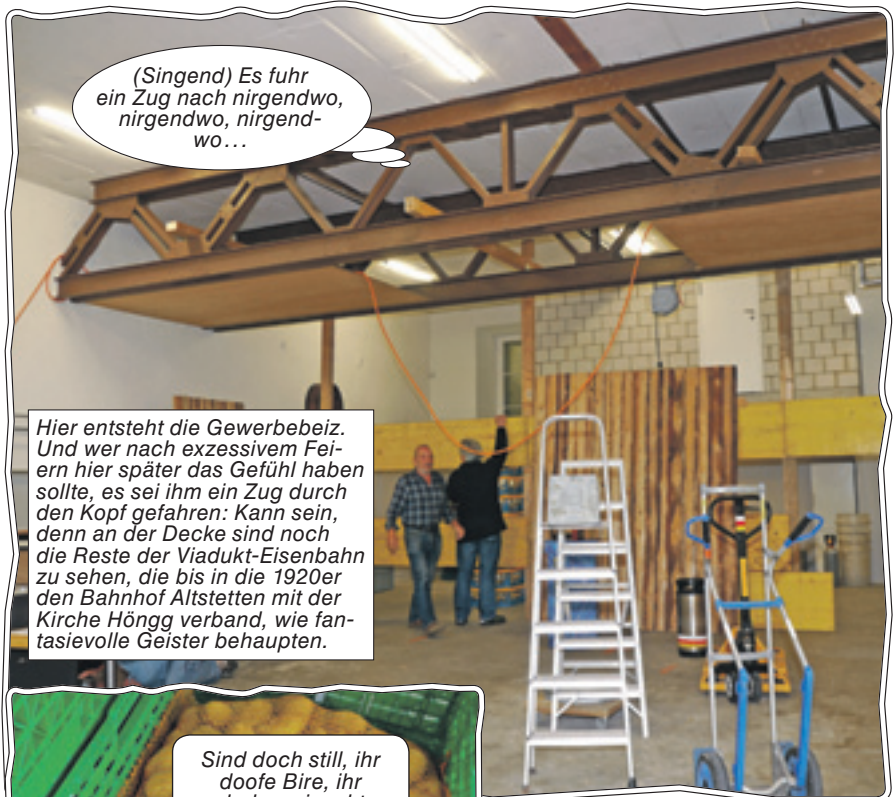 (Singend) Es fuhr
ein Zug nach nirgendwo,
nirgendwo, nirgend-
wo…
Hier entsteht die Gewerbebeiz.
Und wer nach exzessivem Fei-
ern hier später das Gefühl haben
sollte, es sei ihm ein Zug durch
den Kopf gefahren: Kann sein,
denn an der Decke sind noch
die Reste der Viadukt-Eisenbahn
zu sehen, die bis in die 1920er
den Bahnhof Altstetten mit der
Kirche Höngg verband, wie fan-
tasievolle Geister behaupten.
Sind doch still, ihr
doofe Bire, ihr